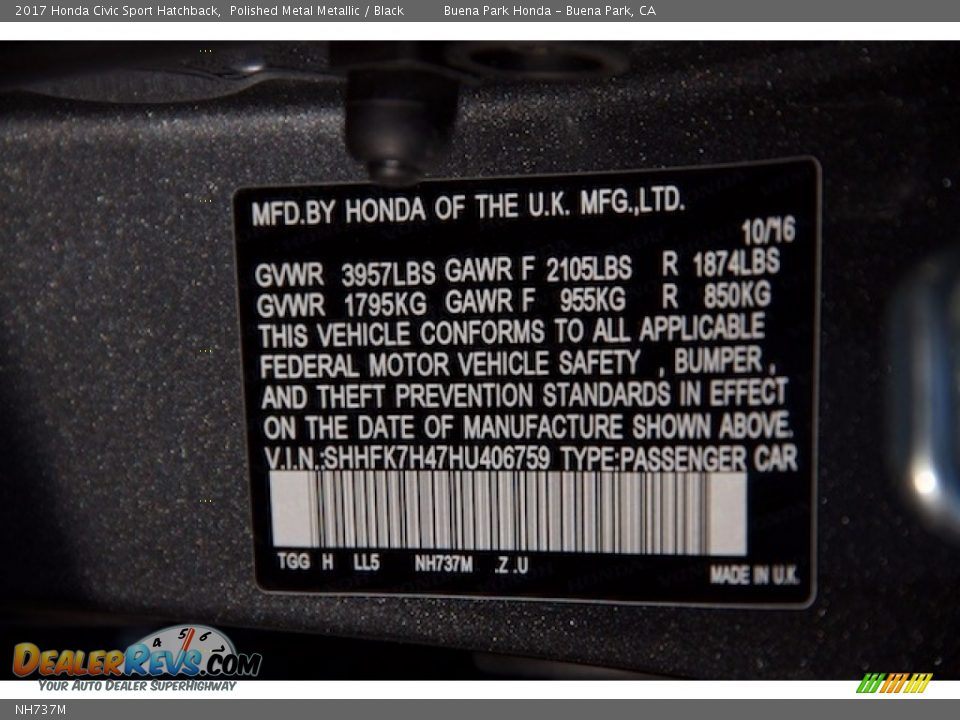 2017 Honda Civic Sport Hatchback, Polished Metal Metallic / Black Buena Park Honda - Buena Park, CA
MFD.BY HONDA OF THE U.K. MFG.,LTD.
10/16
GVWR 3957LBS GAWR F 2105LBS R 1874LBS
GVWR 1795KG GAWR F 955KG R 850KG
THIS VEHICLE CONFORMS TO ALL APPLICABLE
FEDERAL MOTOR VEHICLE SAFETY , BUMPER ,
AND THEFT PREVENTION STANDARDS IN EFFECT
ON THE DATE OF MANUFACTURE SHOWN ABOVE.
V.I.N.:SHHFK7H47HU406759 TYPE:PASSENGER CAR
TGG H LL5 NH737M .Z .U
MADE IN U.K.
4 5 6
DEALERREVS.COM
YOUR AUTO DEALER SUPERHIGHWAY
NH737M